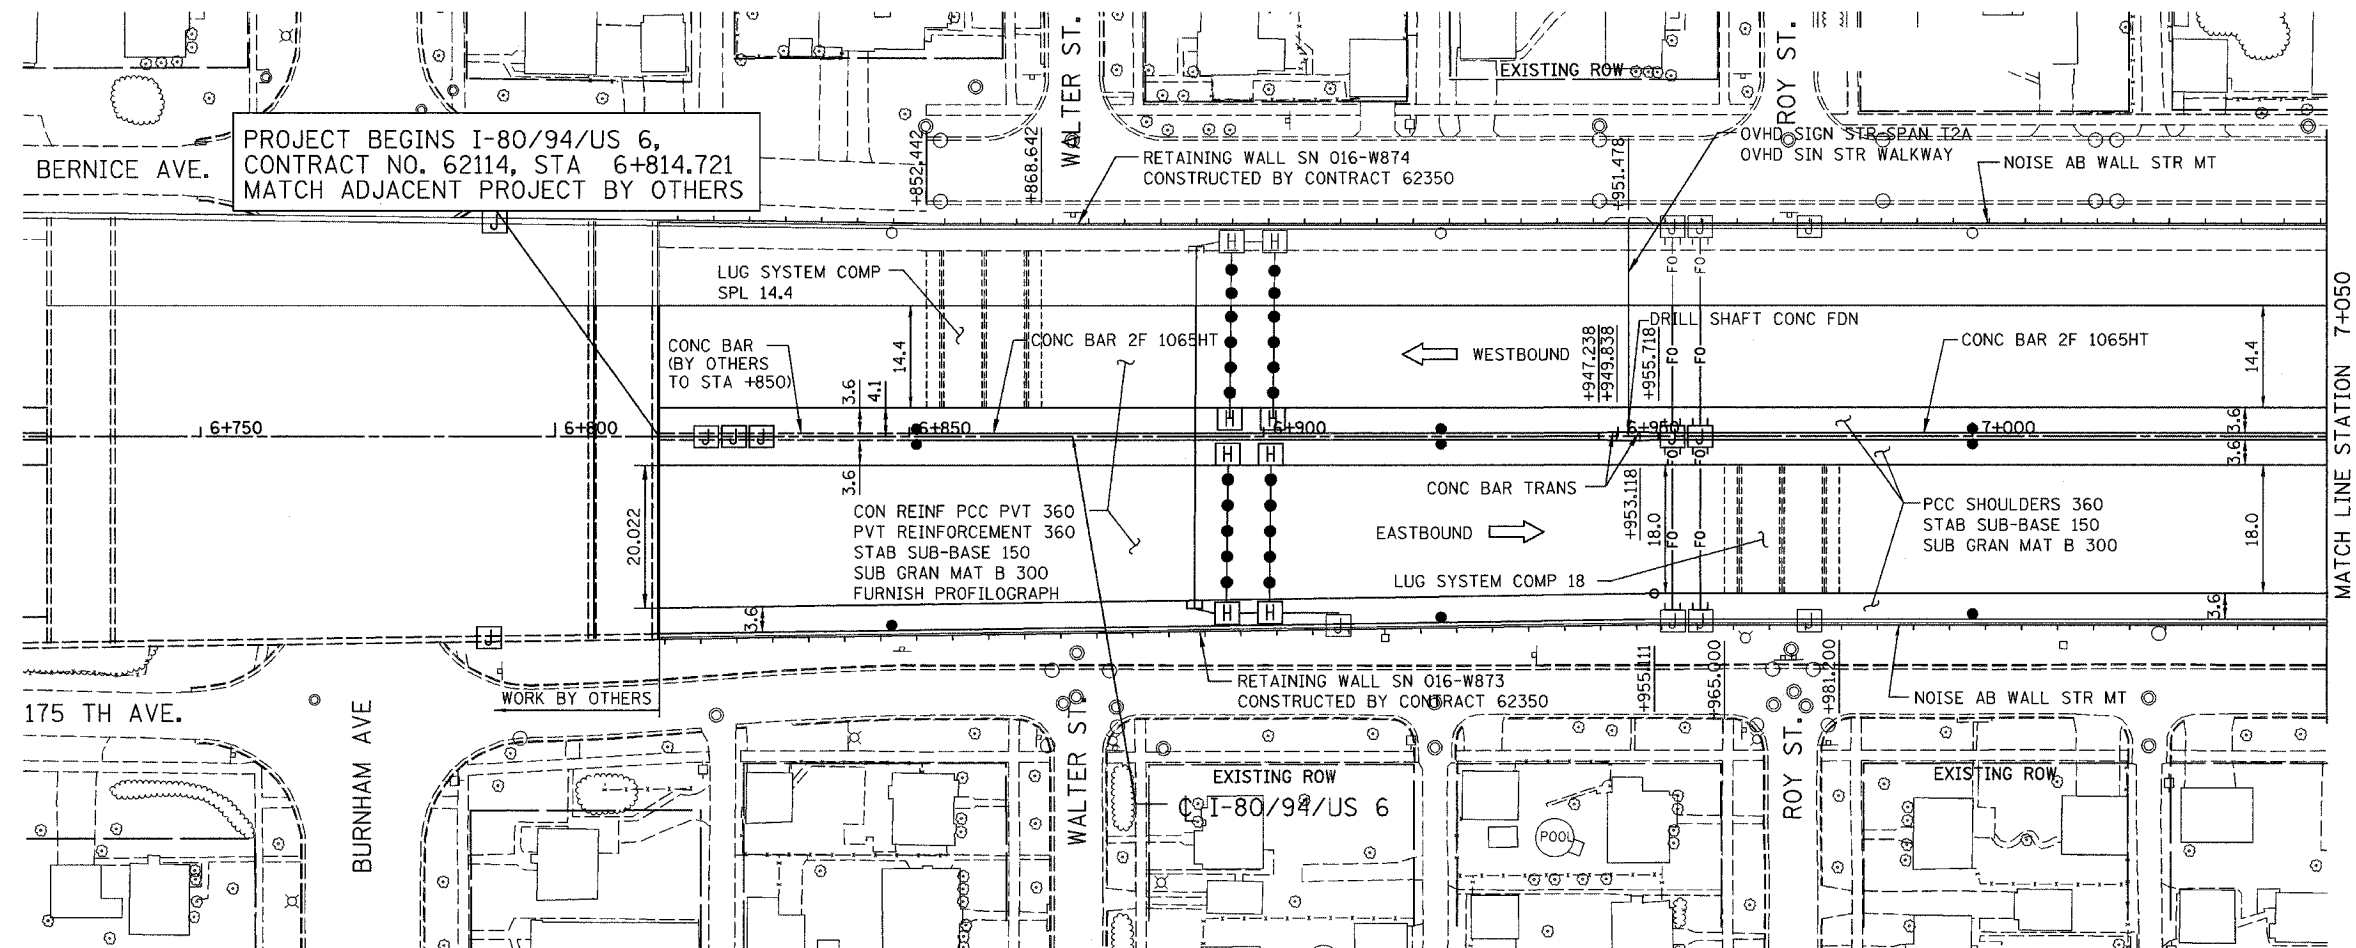 WALTER ST.
ROY ST.
EXISTING ROW
PROJECT BEGINS I-80/94/US 6,
CONTRACT NO. 62114, STA 6+814.721
MATCH ADJACENT PROJECT BY OTHERS
BERNICE AVE.
+852.442
+868.642
RETAINING WALL SN 016-W874
CONSTRUCTED BY CONTRACT 62350
+951.478
OVHD SIGN STR-SPAN T2A
OVHD SIN STR WALKWAY
NOISE AB WALL STR MT
J
J
J
J
H
H
FO
FO
LUG SYSTEM COMP
SPL 14.4
CONC BAR
(BY OTHERS
TO STA +850)
14.4
3.6
4.1
CONC BAR 2F 1065HT
WESTBOUND
+947.238
+949.838
+955.718
DRILL SHAFT CONC FDN
FO
FO
CONC BAR 2F 1065HT
14.4
MATCH LINE STATION 7+050
H
H
6+750
6+800
J
J
J
6+850
6+900
6+950
J
J
7+000
3.6
3.6
H
H
FO
FO
3.6
20.022
CON REINF PCC PVT 360
PVT REINFORCEMENT 360
STAB SUB-BASE 150
SUB GRAN MAT B 300
FURNISH PROFILOGRAPH
CONC BAR TRANS
EASTBOUND
+953.118
18.0
FO
FO
LUG SYSTEM COMP 18
PCC SHOULDERS 360
STAB SUB-BASE 150
SUB GRAN MAT B 300
18.0
3.6
3.6
H
H
J
J
J
J
J
WORK BY OTHERS
RETAINING WALL SN 016-W873
CONSTRUCTED BY CONTRACT 62350
+955.111
+965.000
+981.200
NOISE AB WALL STR MT
175 TH AVE.
BURNHAM AVE
WALTER ST.
EXISTING ROW
℄ I-80/94/US 6
POOL
ROY ST.
EXISTING ROW